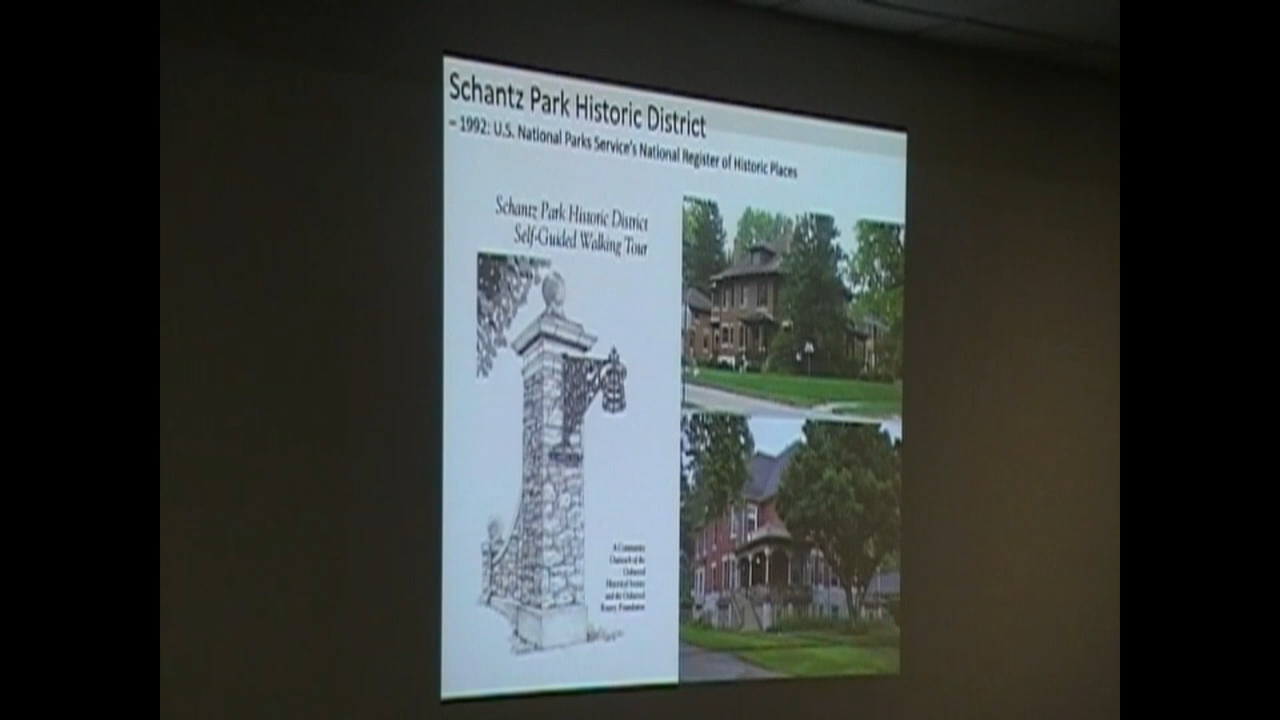 Schantz Park Historic District
– 1992: U.S. National Parks Service's National Register of Historic Places
Schantz Park Historic District
Self-Guided Walking Tour
A Community
Outreach of the
Oakwood
Historical Society
and the Oakwood
Rotary Foundation